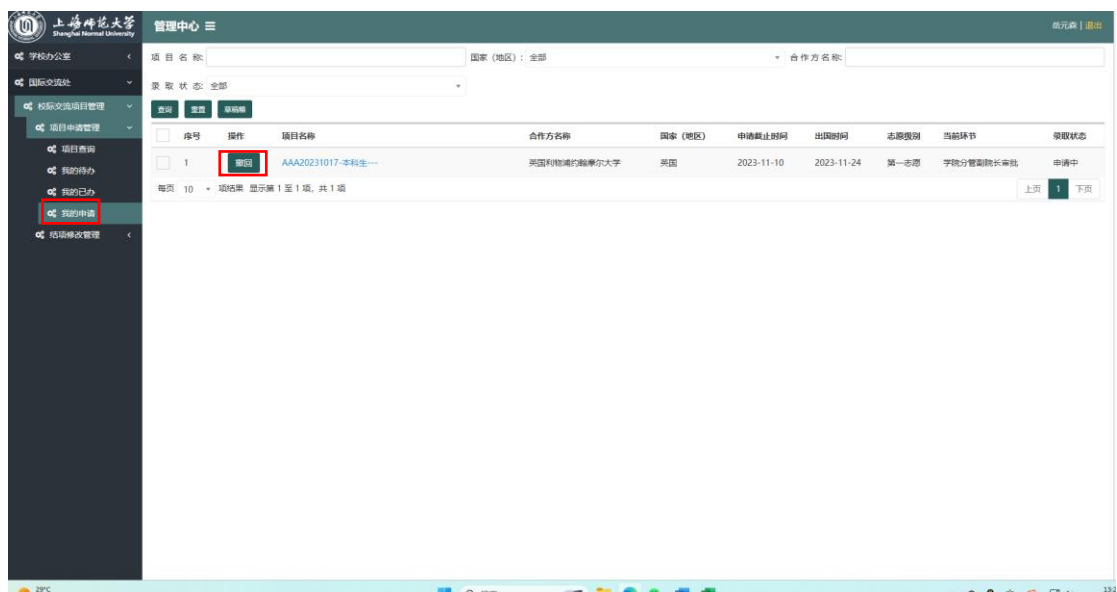 上海师范大学
Shanghai Normal University
管理中心
岳元森 | 退出
学校办公室
国际交流处
校际交流项目管理
项目申请管理
项目查询
我的待办
我的已办
我的申请
结项修改管理
项 目 名 称:
国家（地区）: 全部
合作方名称:
录 取 状 态: 全部
查询 重置 草稿箱
序号 操作 项目名称 合作方名称 国家（地区） 申请截止时间 出国时间 志愿级别 当前环节 录取状态
1 撤回 AAA20231017-本科生--- 英国利物浦约翰摩尔大学 英国 2023-11-10 2023-11-24 第一志愿 学院分管副院长审批 申请中
每页 10 项结果 显示第 1 至 1 项, 共 1 项
上页 1 下页
29°C